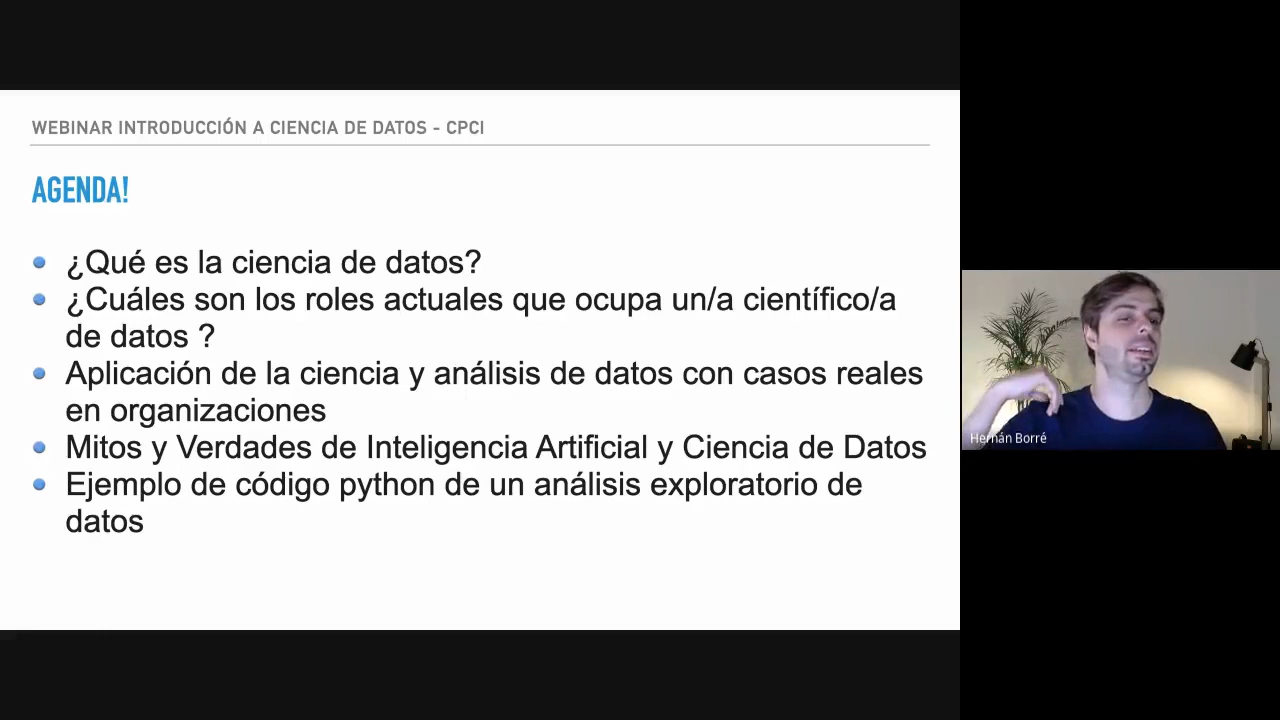 WEBINAR INTRODUCCIÓN A CIENCIA DE DATOS - CPCI
AGENDA!
¿Qué es la ciencia de datos?
¿Cuáles son los roles actuales que ocupa un/a científico/a
de datos ?
Aplicación de la ciencia y análisis de datos con casos reales
en organizaciones
Mitos y Verdades de Inteligencia Artificial y Ciencia de Datos
Ejemplo de código python de un análisis exploratorio de
datos
Hernán Borré